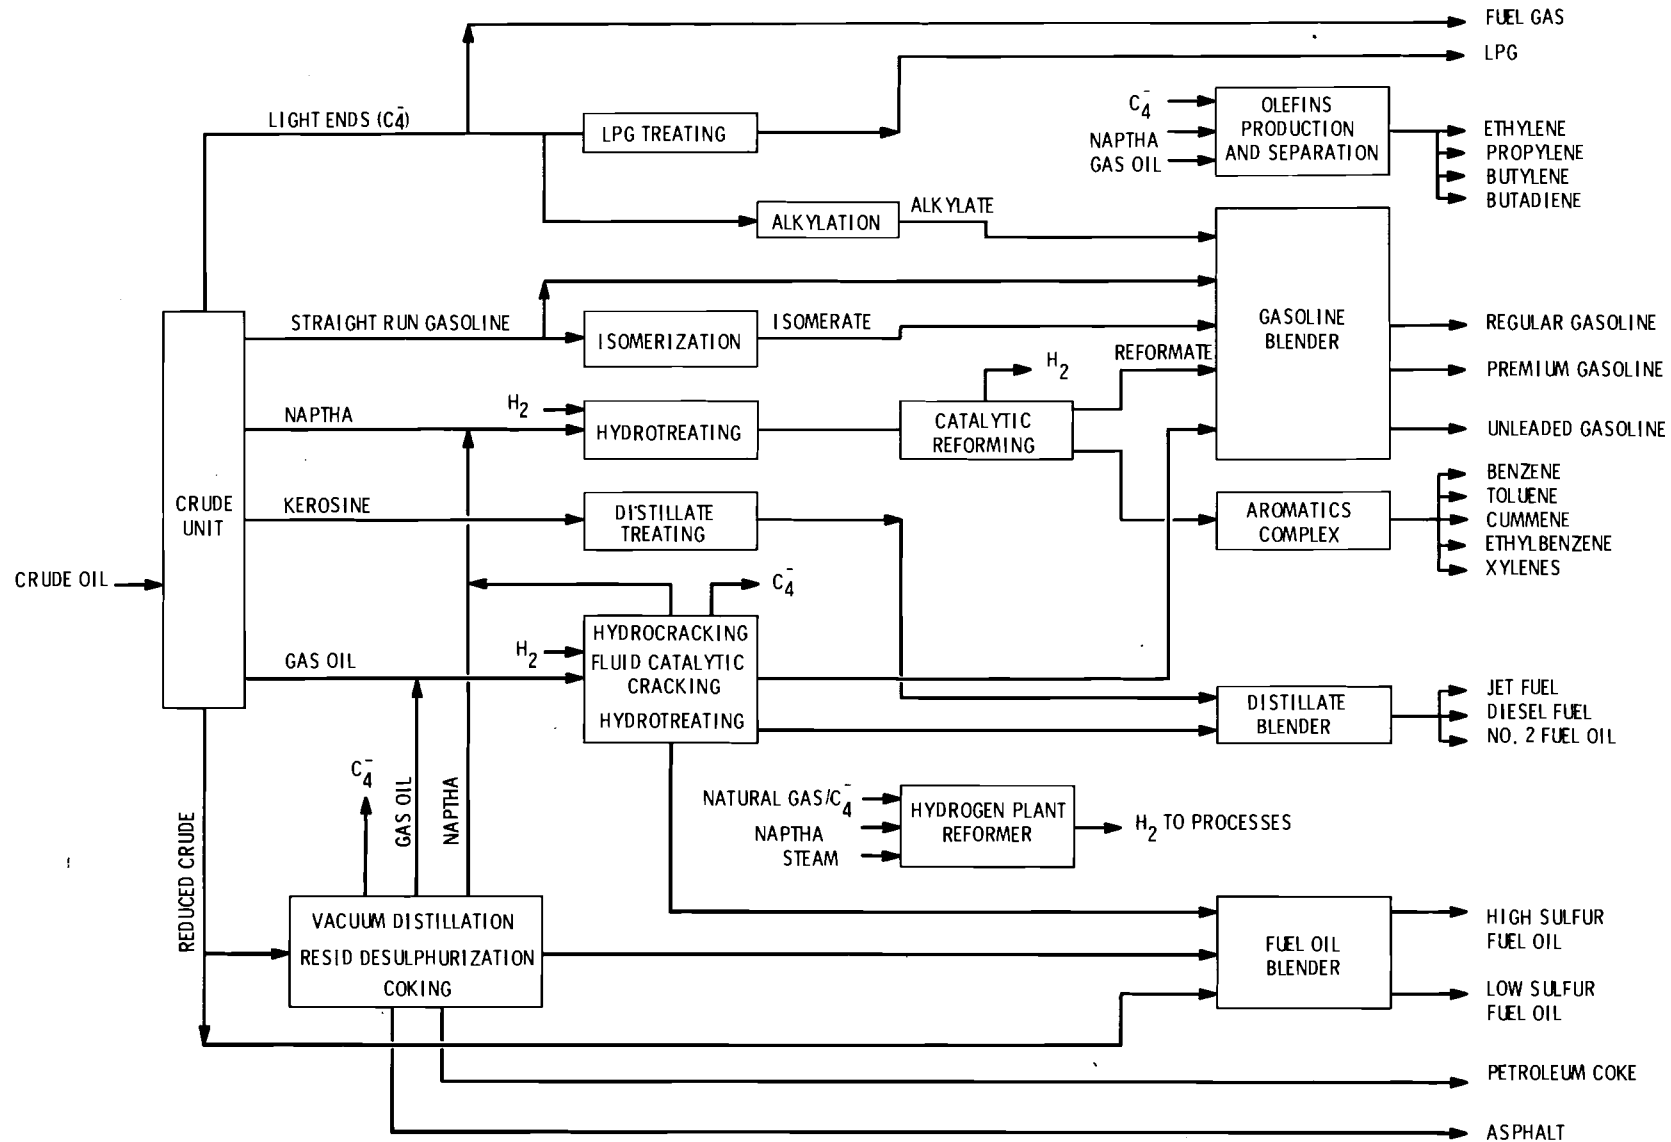 FUEL GAS
LPG
LIGHT ENDS (C₄⁻)
LPG TREATING
C₄⁻
NAPTHA
GAS OIL
OLEFINS
PRODUCTION
AND SEPARATION
ETHYLENE
PROPYLENE
BUTYLENE
BUTADIENE
ALKYLATION
ALKYLATE
STRAIGHT RUN GASOLINE
ISOMERIZATION
ISOMERATE
GASOLINE
BLENDER
REGULAR GASOLINE
PREMIUM GASOLINE
UNLEADED GASOLINE
REFORMATE
H₂
NAPTHA
H₂
HYDROTREATING
CATALYTIC
REFORMING
CRUDE
UNIT
KEROSINE
DISTILLATE
TREATING
AROMATICS
COMPLEX
BENZENE
TOLUENE
CUMMENE
ETHYLBENZENE
XYLENES
CRUDE OIL
C₄⁻
GAS OIL
H₂
HYDROCRACKING
FLUID CATALYTIC
CRACKING
HYDROTREATING
DISTILLATE
BLENDER
JET FUEL
DIESEL FUEL
NO. 2 FUEL OIL
C₄⁻
GAS OIL
NAPTHA
REDUCED CRUDE
NATURAL GAS/C₄⁻
NAPTHA
STEAM
HYDROGEN PLANT
REFORMER
H₂ TO PROCESSES
VACUUM DISTILLATION
RESID DESULPHURIZATION
COKING
FUEL OIL
BLENDER
HIGH SULFUR
FUEL OIL
LOW SULFUR
FUEL OIL
PETROLEUM COKE
ASPHALT